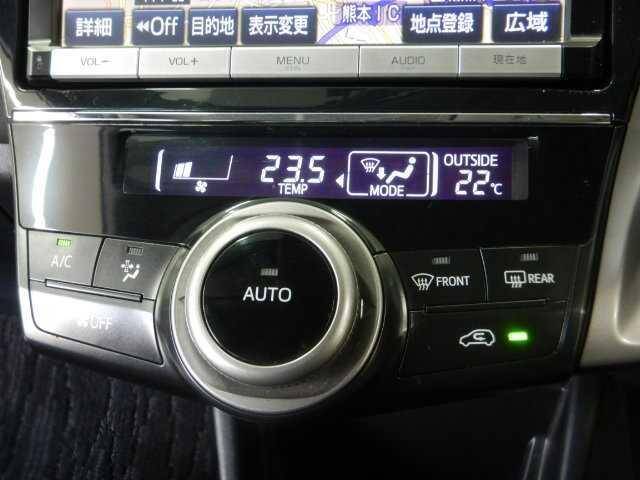 熊本IC
詳細 ◀◀Off 目的地 表示変更 地点登録 広域
VOL− VOL+ MENU AUDIO 現在地
23.5 TEMP MODE OUTSIDE 22℃
A/C
AUTO
FRONT REAR
OFF